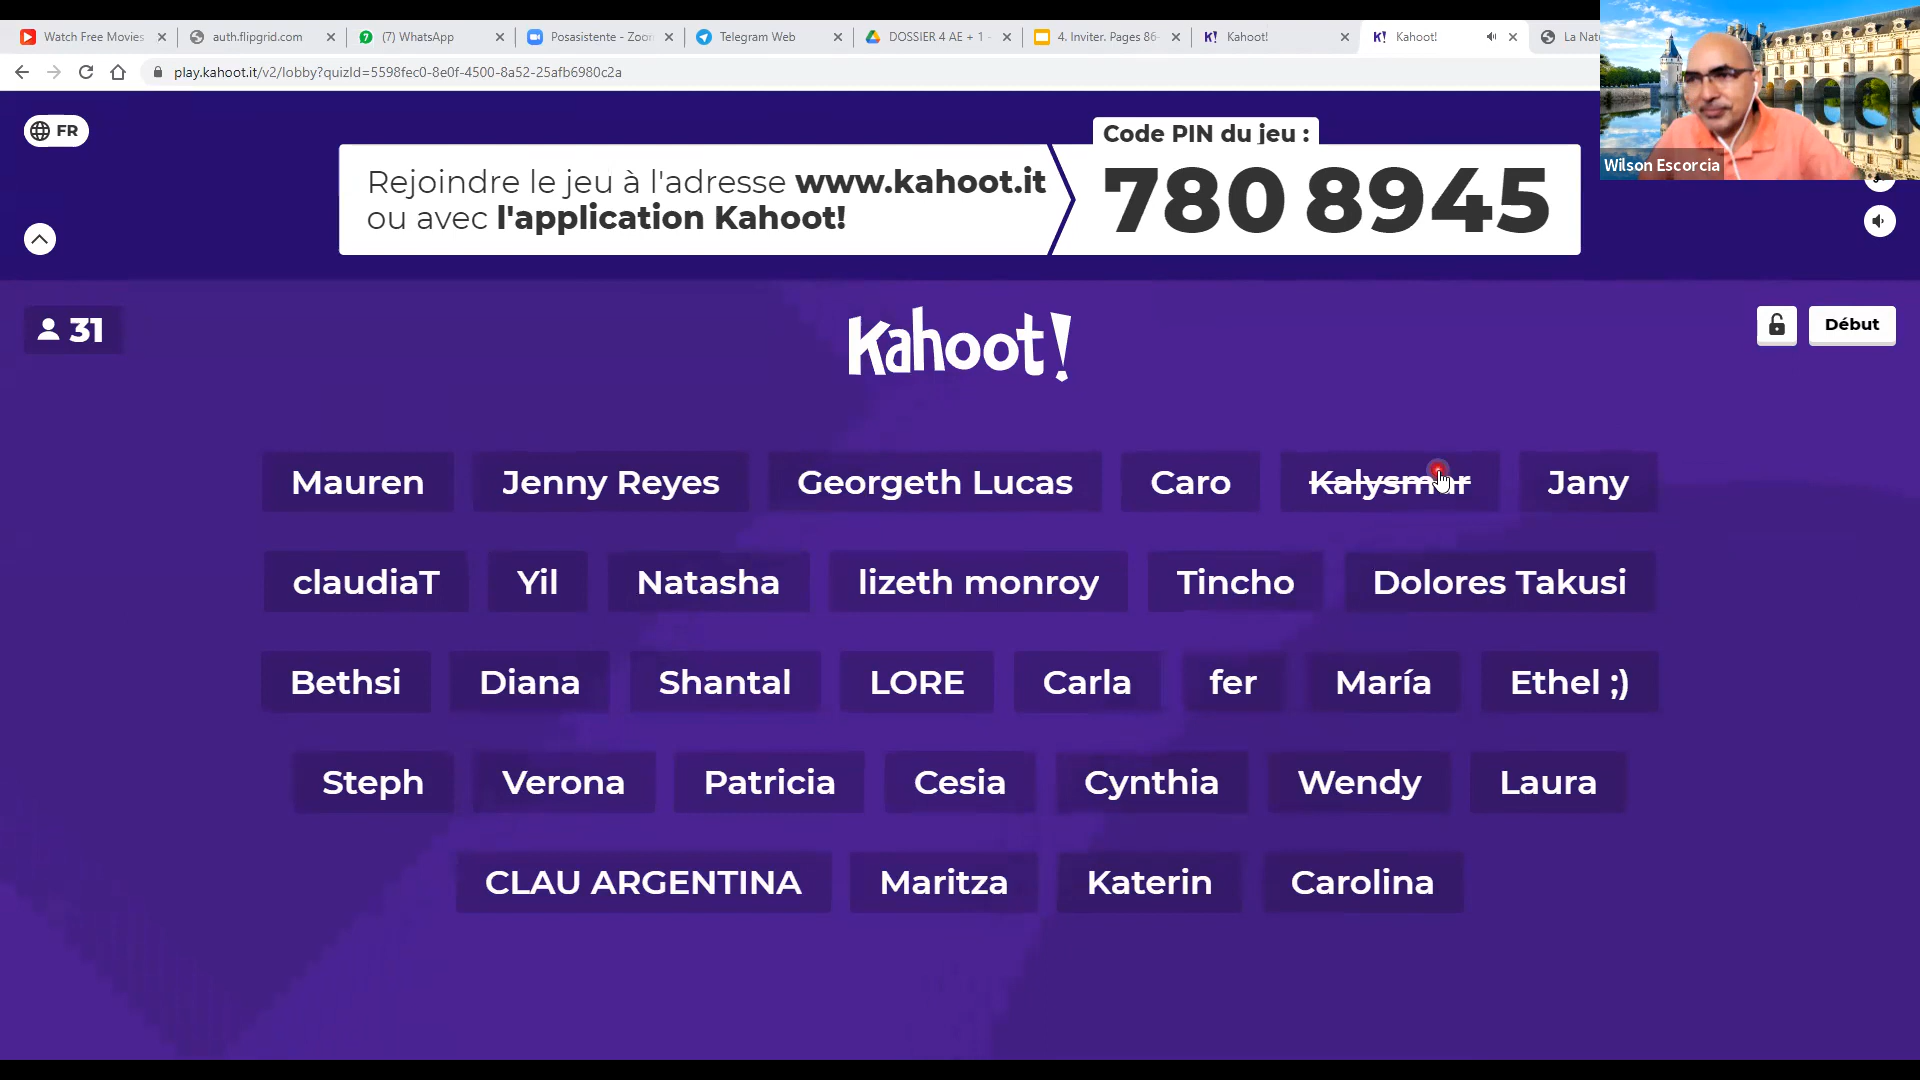 Watch Free Movies
auth.flipgrid.com
(7) WhatsApp
Posasistente - Zoom
Telegram Web
DOSSIER 4 AE + 1 -
4. Inviter. Pages 86-
Kahoot!
Kahoot!
La Nat
play.kahoot.it/v2/lobby?quizId=5598fec0-8e0f-4500-8a52-25afb6980c2a
Wilson Escorcia
FR
Rejoindre le jeu à l'adresse www.kahoot.it
ou avec l'application Kahoot!
Code PIN du jeu :
780 8945
31
Kahoot!
Début
Mauren Jenny Reyes Georgeth Lucas Caro Kalysmar Jany
claudiaT Yil Natasha lizeth monroy Tincho Dolores Takusi
Bethsi Diana Shantal LORE Carla fer María Ethel ;)
Steph Verona Patricia Cesia Cynthia Wendy Laura
CLAU ARGENTINA Maritza Katerin Carolina